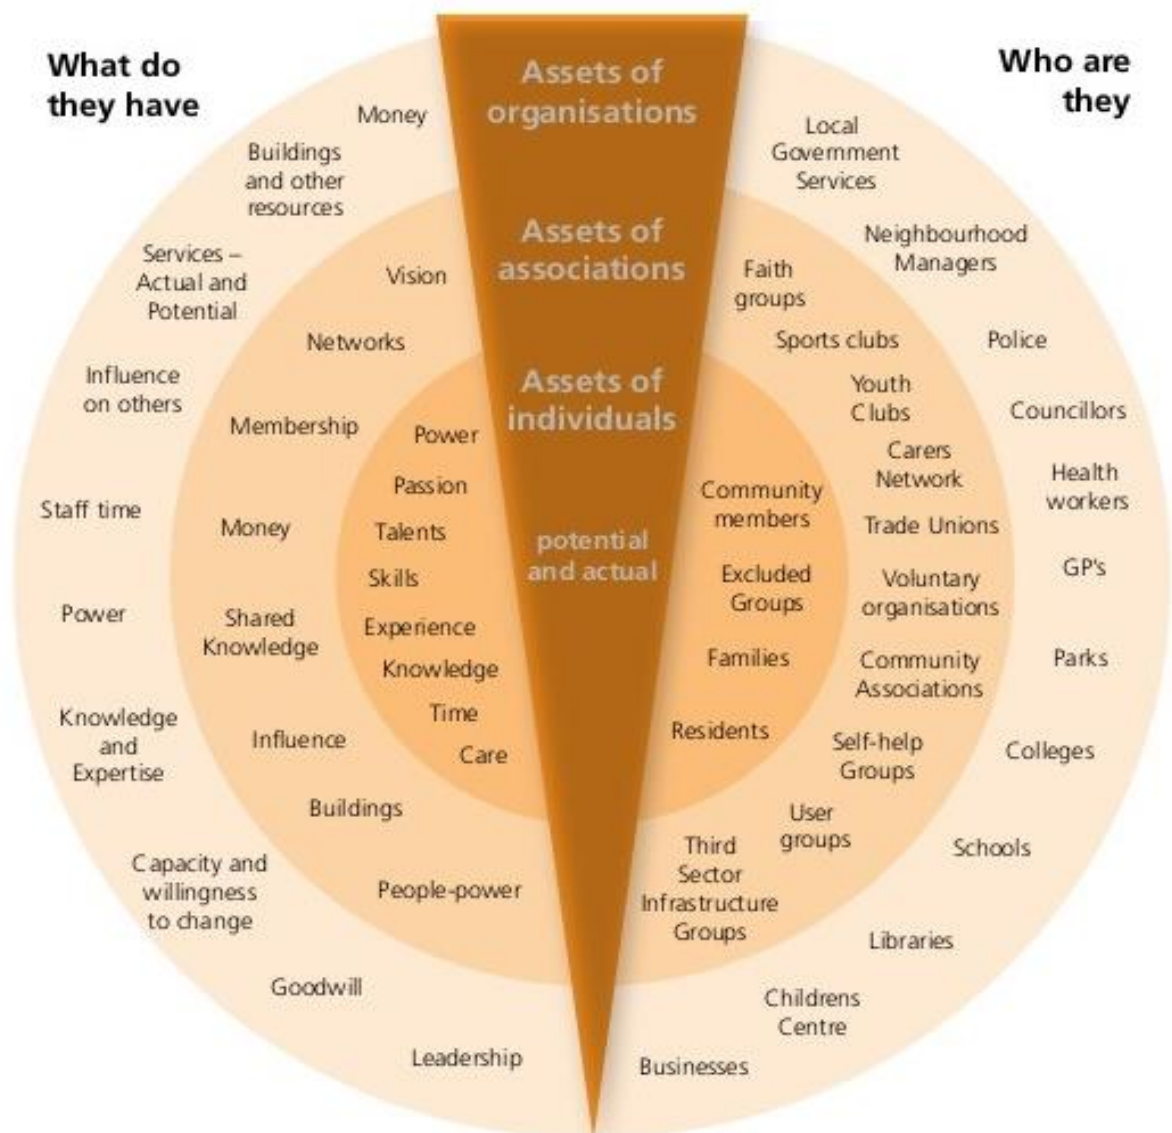 What do
they have
Who are
they
Assets of
organisations
Assets of
associations
Assets of
individuals
potential
and actual
Money
Buildings
and other
resources
Services –
Actual and
Potential
Influence
on others
Staff time
Power
Knowledge
and
Expertise
Capacity and
willingness
to change
Goodwill
Leadership
Vision
Networks
Membership
Money
Shared
Knowledge
Influence
Buildings
People-power
Power
Passion
Talents
Skills
Experience
Knowledge
Time
Care
Community
members
Excluded
Groups
Families
Residents
Faith
groups
Sports clubs
Youth
Clubs
Carers
Network
Trade Unions
Voluntary
organisations
Community
Associations
Self-help
Groups
User
groups
Third
Sector
Infrastructure
Groups
Local
Government
Services
Neighbourhood
Managers
Police
Councillors
Health
workers
GP's
Parks
Colleges
Schools
Libraries
Childrens
Centre
Businesses